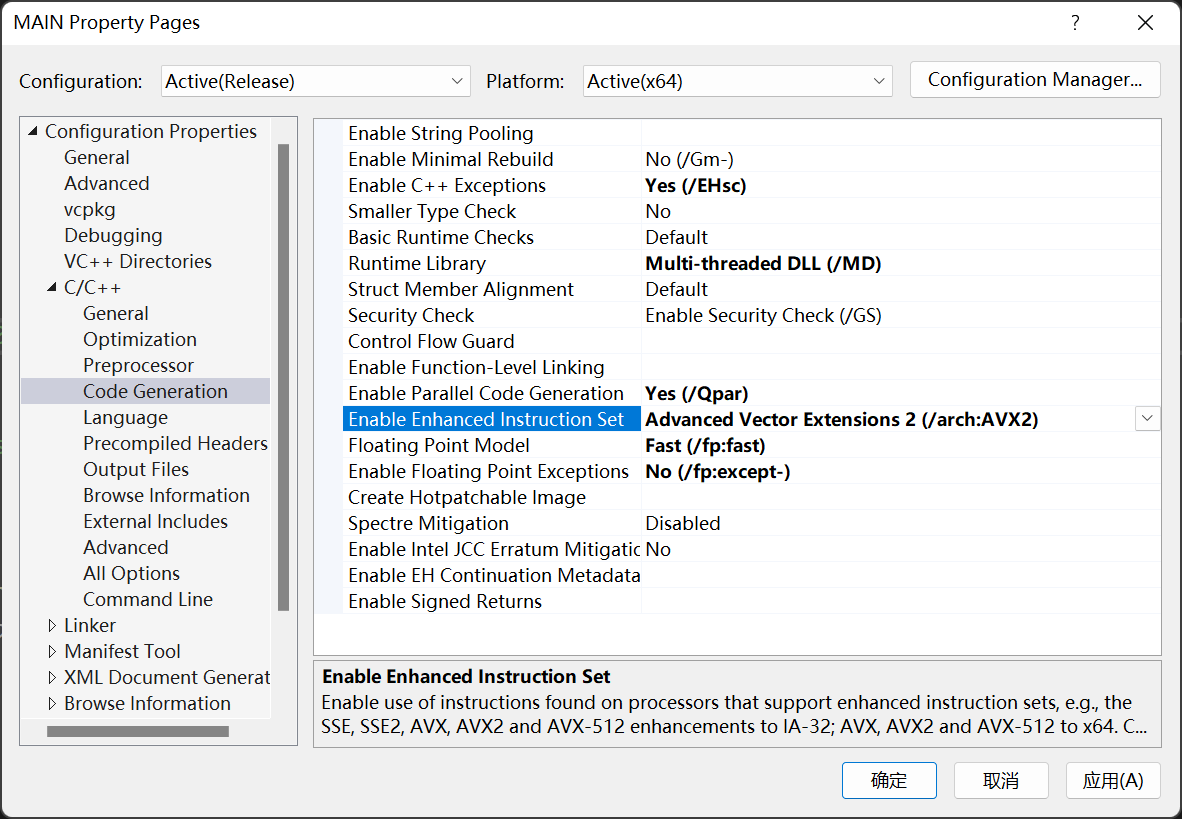 MAIN Property Pages
?
Configuration: Active(Release) Platform: Active(x64) Configuration Manager...
Configuration Properties
General
Advanced
vcpkg
Debugging
VC++ Directories
C/C++
General
Optimization
Preprocessor
Code Generation
Language
Precompiled Headers
Output Files
Browse Information
External Includes
Advanced
All Options
Command Line
Linker
Manifest Tool
XML Document Generat
Browse Information
Enable String Pooling
Enable Minimal Rebuild No (/Gm-)
Enable C++ Exceptions Yes (/EHsc)
Smaller Type Check No
Basic Runtime Checks Default
Runtime Library Multi-threaded DLL (/MD)
Struct Member Alignment Default
Security Check Enable Security Check (/GS)
Control Flow Guard
Enable Function-Level Linking
Enable Parallel Code Generation Yes (/Qpar)
Enable Enhanced Instruction Set Advanced Vector Extensions 2 (/arch:AVX2)
Floating Point Model Fast (/fp:fast)
Enable Floating Point Exceptions No (/fp:except-)
Create Hotpatchable Image
Spectre Mitigation Disabled
Enable Intel JCC Erratum Mitigatic No
Enable EH Continuation Metadata
Enable Signed Returns
Enable Enhanced Instruction Set
Enable use of instructions found on processors that support enhanced instruction sets, e.g., the
SSE, SSE2, AVX, AVX2 and AVX-512 enhancements to IA-32; AVX, AVX2 and AVX-512 to x64. C...
确定 取消 应用(A)